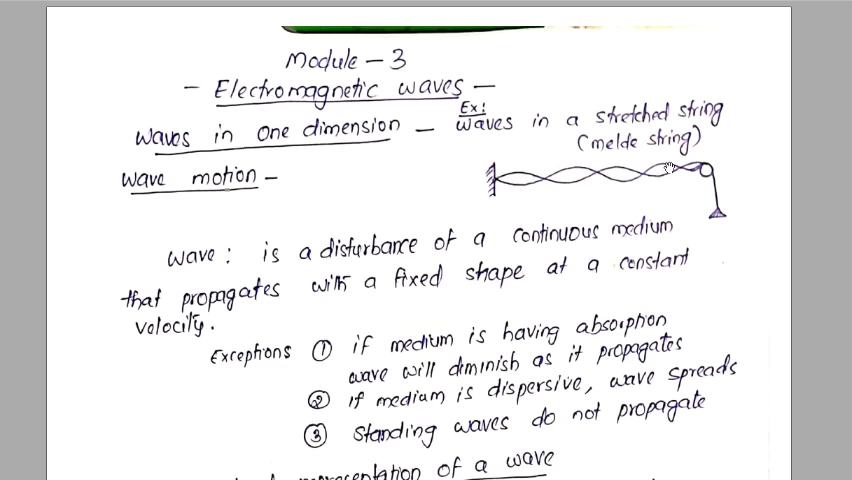 Module - 3
- Electromagnetic waves -
Waves in one dimension - Ex: waves in a stretched string
(melde string)
Wave motion -
Wave: is a disturbance of a continuous medium
that propagates with a fixed shape at a constant
velocity.
Exceptions ① if medium is having absorption
wave will diminish as it propagates
② if medium is dispersive, wave spreads
③ Standing waves do not propagate
representation of a wave